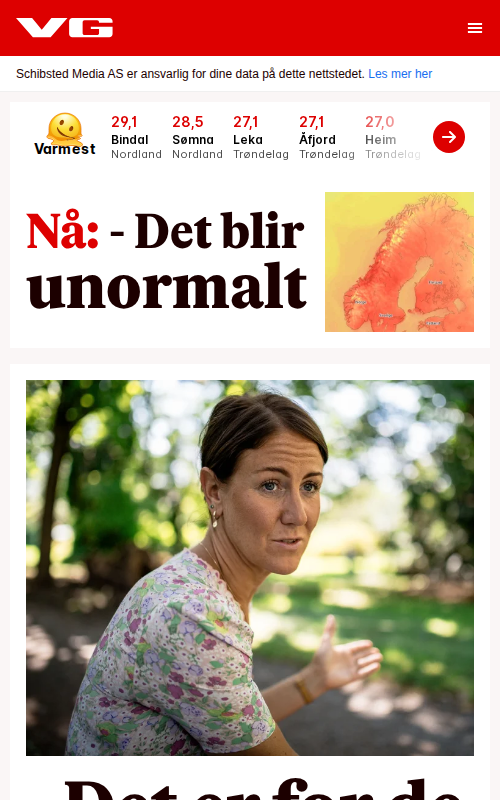 VG
Schibsted Media AS er ansvarlig for dine data på dette nettstedet. Les mer her
Varmest
29,1
Bindal
Nordland
28,5
Sømna
Nordland
27,1
Leka
Trøndelag
27,1
Åfjord
Trøndelag
27,0
Heim
Trøndelag
Nå: - Det blir
unormalt
Det er for de